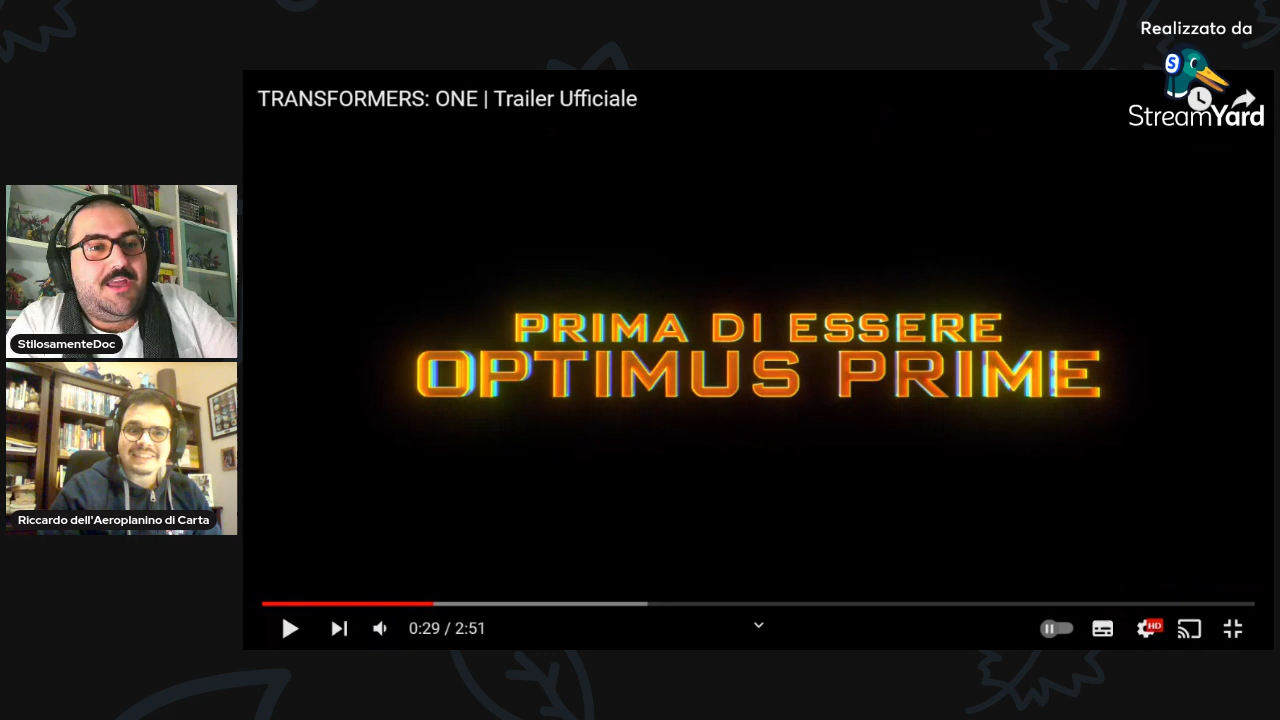 Realizzato da
StreamYard
TRANSFORMERS: ONE | Trailer Ufficiale
PRIMA DI ESSERE
OPTIMUS PRIME
StilosamenteDoc
Riccardo dell'Aeroplanino di Carta
0:29 / 2:51
HD